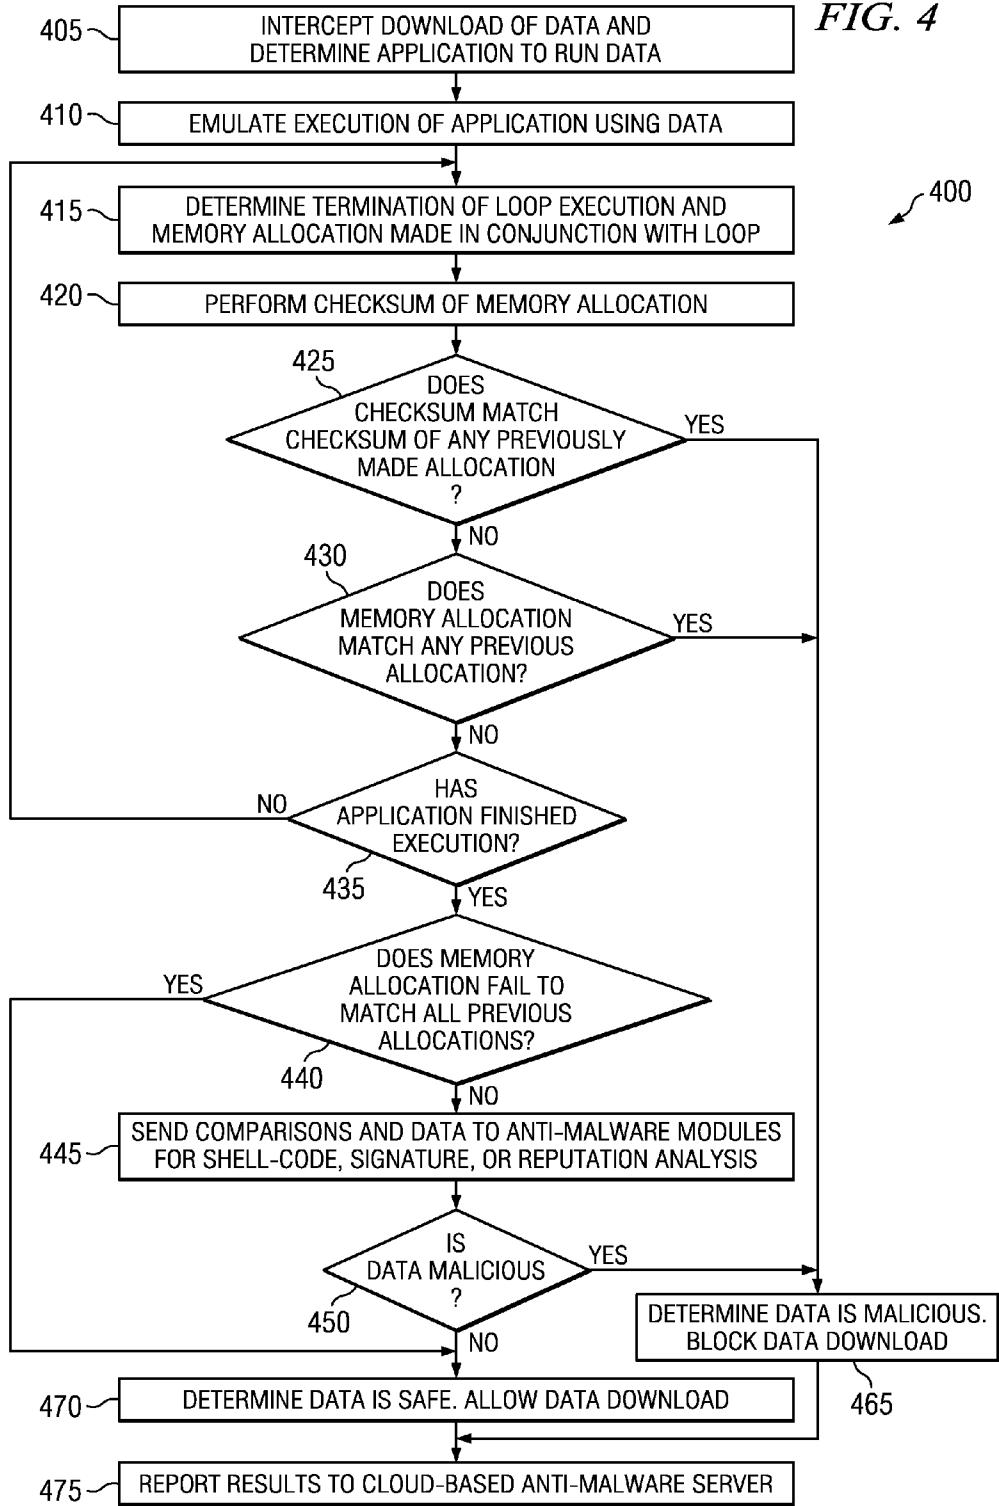 FIG. 4
405
INTERCEPT DOWNLOAD OF DATA AND
DETERMINE APPLICATION TO RUN DATA
410
EMULATE EXECUTION OF APPLICATION USING DATA
400
415
DETERMINE TERMINATION OF LOOP EXECUTION AND
MEMORY ALLOCATION MADE IN CONJUNCTION WITH LOOP
420
PERFORM CHECKSUM OF MEMORY ALLOCATION
425
DOES
CHECKSUM MATCH
CHECKSUM OF ANY PREVIOUSLY
MADE ALLOCATION
?
YES
NO
430
DOES
MEMORY ALLOCATION
MATCH ANY PREVIOUS
ALLOCATION?
YES
NO
HAS
APPLICATION FINISHED
EXECUTION?
NO
435
YES
DOES MEMORY
ALLOCATION FAIL TO
MATCH ALL PREVIOUS
ALLOCATIONS?
YES
440
NO
445
SEND COMPARISONS AND DATA TO ANTI-MALWARE MODULES
FOR SHELL-CODE, SIGNATURE, OR REPUTATION ANALYSIS
IS
DATA MALICIOUS
?
YES
450
NO
DETERMINE DATA IS MALICIOUS.
BLOCK DATA DOWNLOAD
465
470
DETERMINE DATA IS SAFE. ALLOW DATA DOWNLOAD
475
REPORT RESULTS TO CLOUD-BASED ANTI-MALWARE SERVER